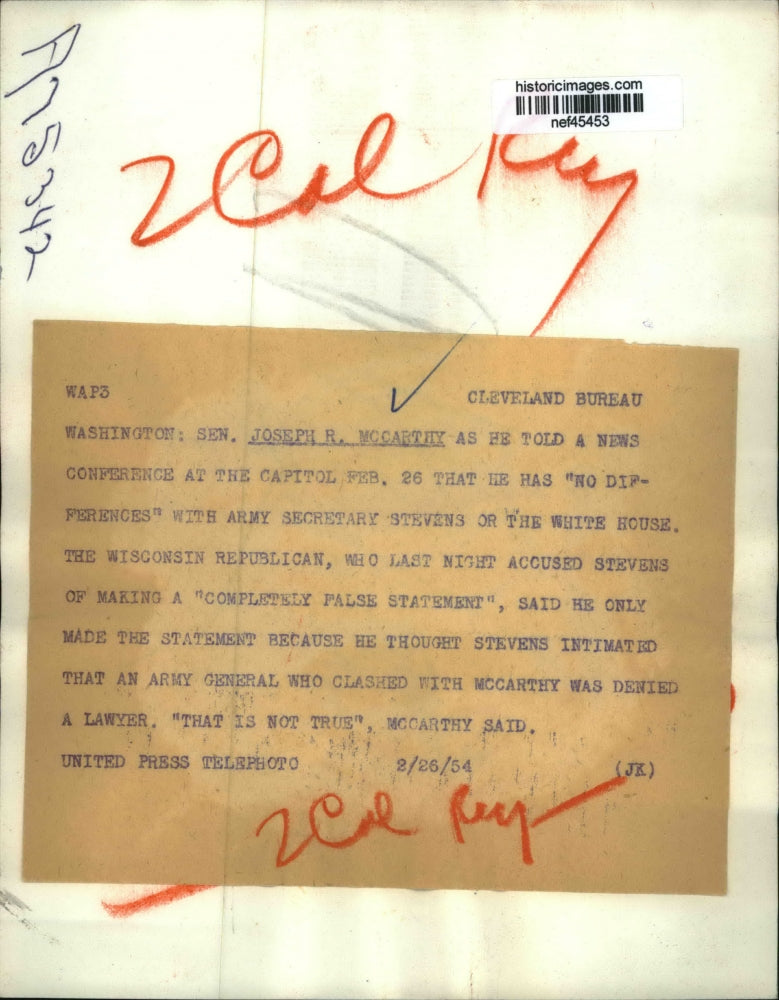 historicimages.com
nef45453
2 Col
WAP3 CLEVELAND BUREAU
WASHINGTON: SEN. JOSEPH R. MCCARTHY AS HE TOLD A NEWS
CONFERENCE AT THE CAPITOL FEB. 26 THAT HE HAS "NO DIF-
FERENCES" WITH ARMY SECRETARY STEVENS OR THE WHITE HOUSE.
THE WISCONSIN REPUBLICAN, WHO LAST NIGHT ACCUSED STEVENS
OF MAKING A "COMPLETELY FALSE STATEMENT", SAID HE ONLY
MADE THE STATEMENT BECAUSE HE THOUGHT STEVENS INTIMATED
THAT AN ARMY GENERAL WHO CLASHED WITH MCCARTHY WAS DENIED
A LAWYER. "THAT IS NOT TRUE", MCCARTHY SAID.
UNITED PRESS TELEPHOTO 2/26/54 (JK)
2 Col